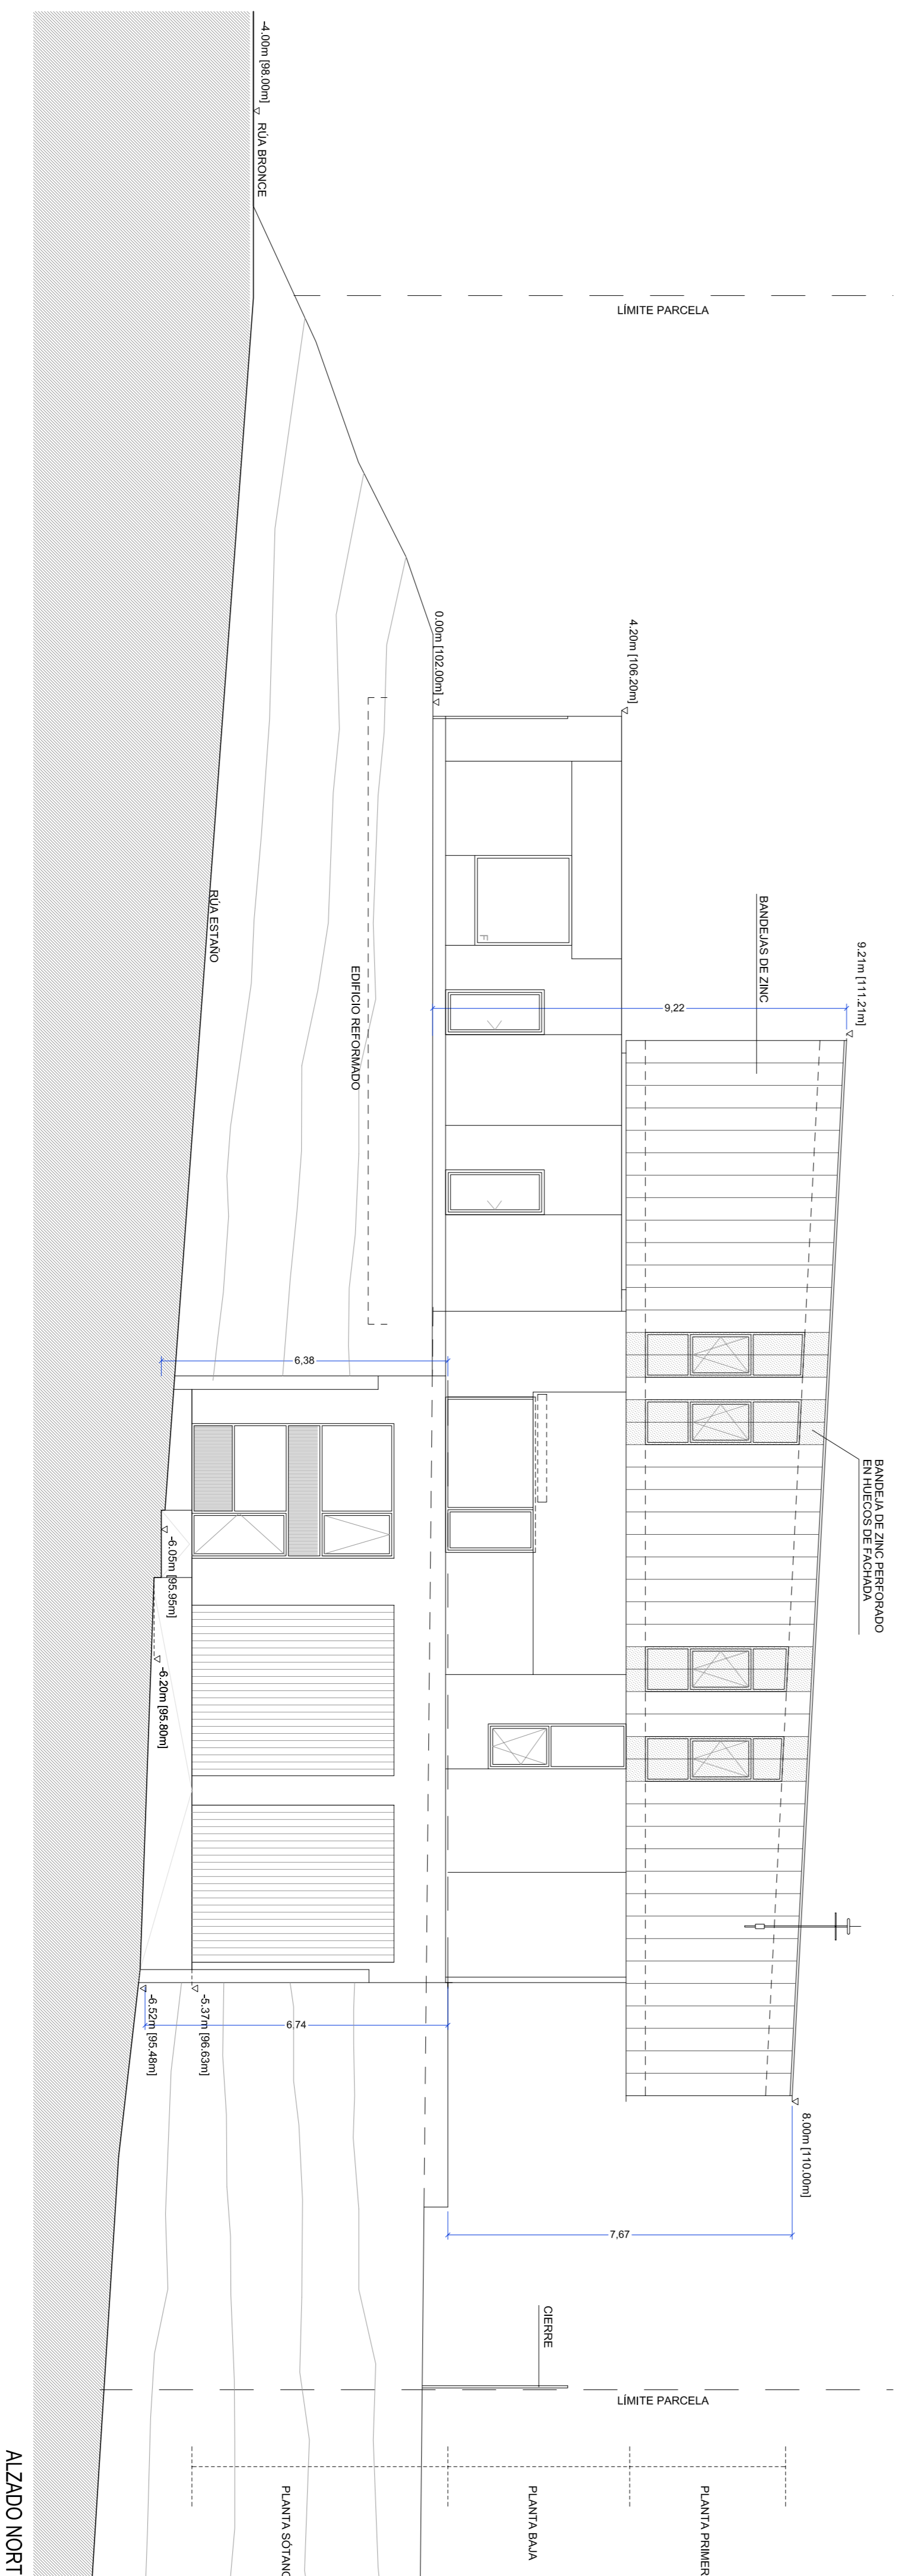 -4.00m [98.00m]
RÚA BRONCE
LÍMITE PARCELA
0.00m [102.00m]
4.20m [106.20m]
BANDEJAS DE ZINC
9.21m [111.21m]
9,22
RÚA ESTAÑO
EDIFICIO REFORMADO
F
6,38
BANDEJA DE ZINC PERFORADO
EN HUECOS DE FACHADA
-6.05m [95.95m]
-6.20m [95.80m]
-5.37m [96.63m]
-6.52m [95.48m]
6,74
8.00m [110.00m]
7,67
CIERRE
LÍMITE PARCELA
PLANTA PRIMER
PLANTA BAJA
PLANTA SÓTANO
ALZADO NORT